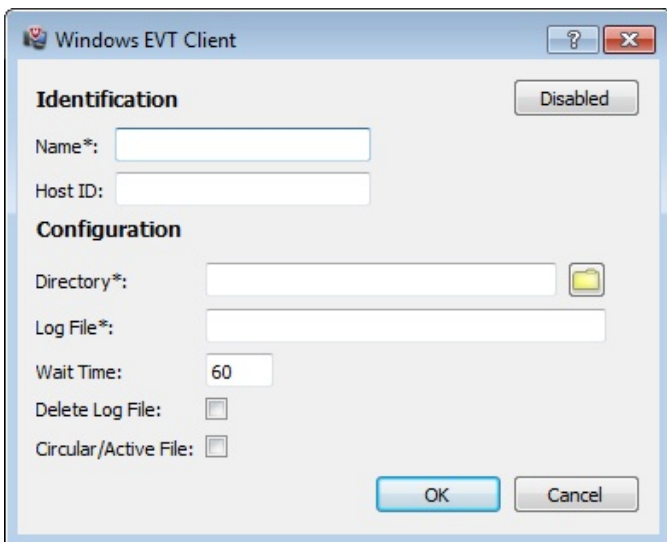 Windows EVT Client
?
Identification
Disabled
Name*:
Host ID:
Configuration
Directory*:
Log File*:
Wait Time: 60
Delete Log File:
Circular/Active File:
OK Cancel